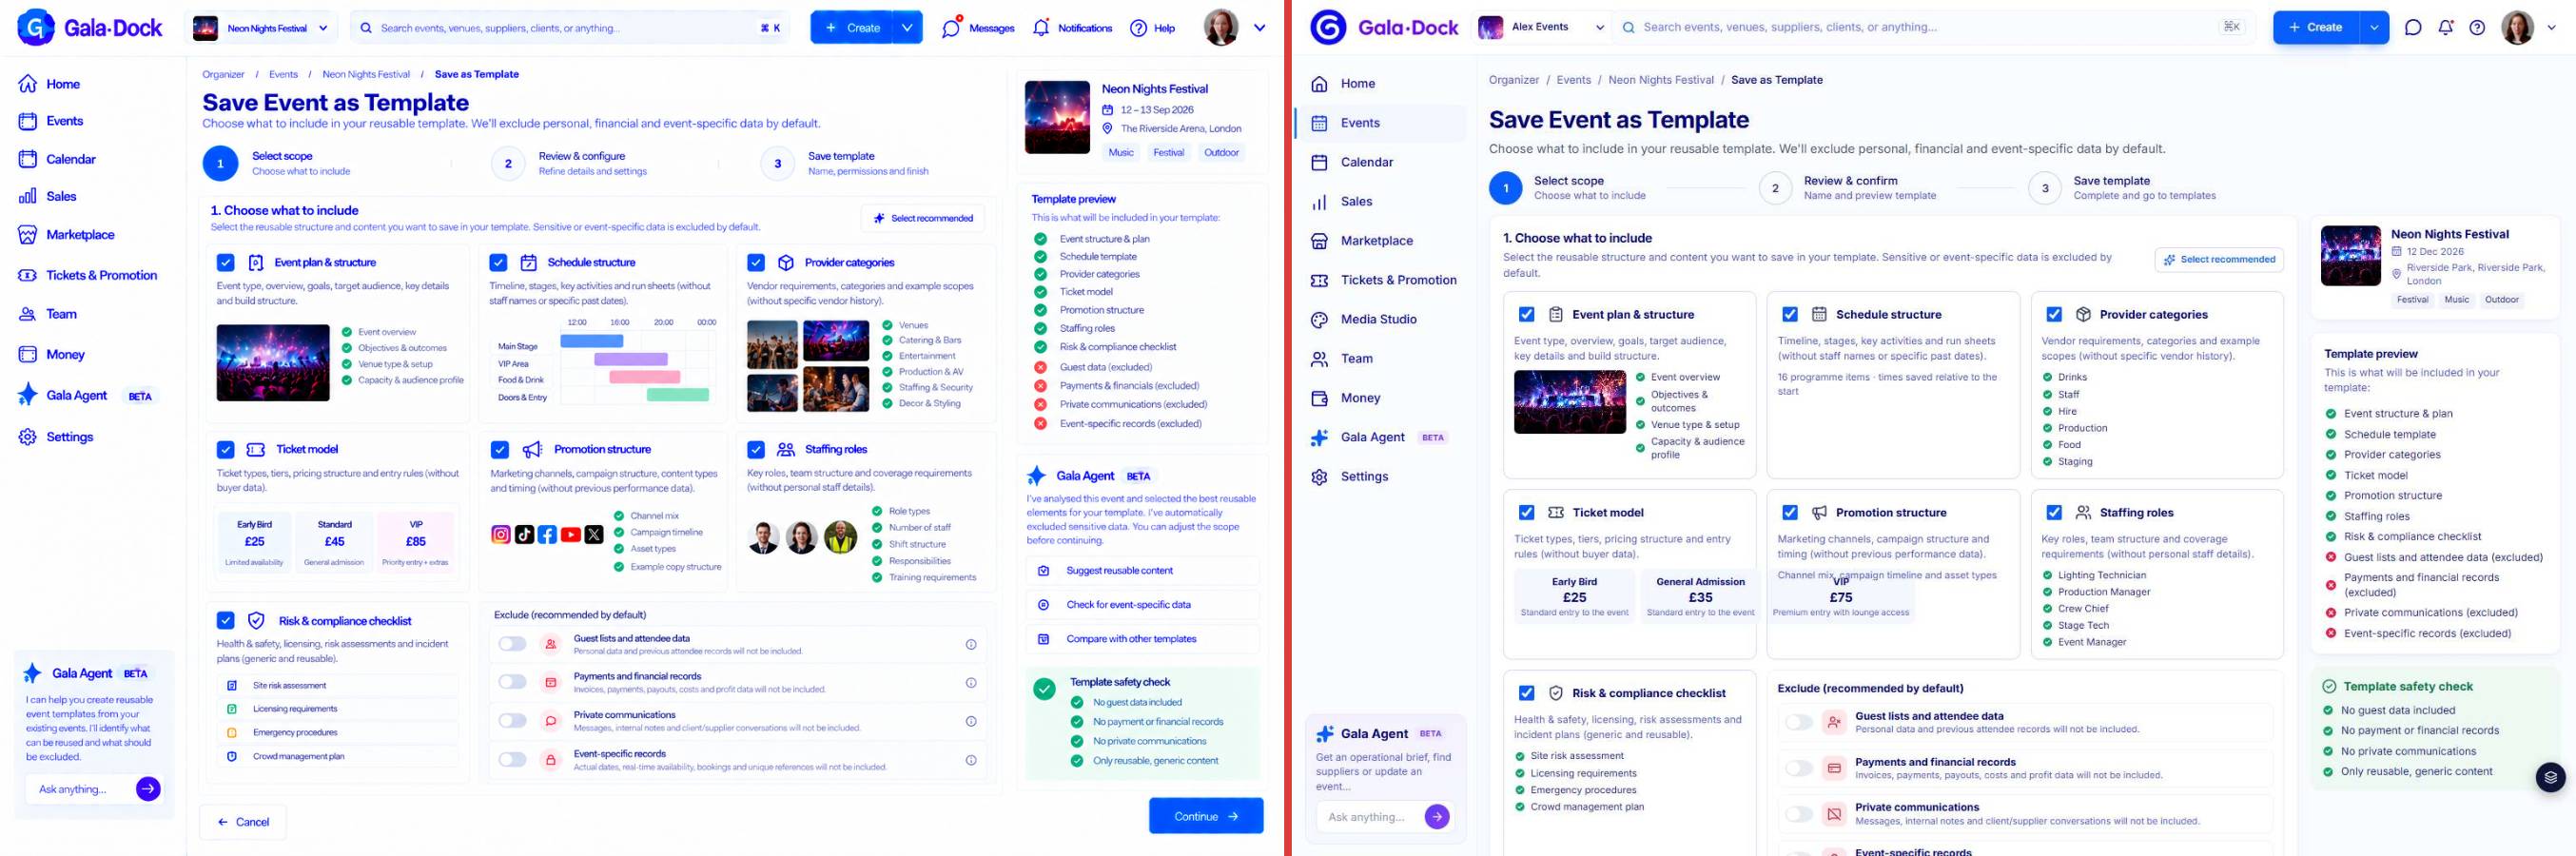 Gala·Dock
Neon Nights Festival
Search events, venues, suppliers, clients, or anything...
⌘ K
+ Create
Messages
Notifications
Help
Home
Events
Calendar
Sales
Marketplace
Tickets & Promotion
Team
Money
Gala Agent BETA
Settings
Gala Agent BETA
I can help you create reusable
event templates from your
existing events. I'll identify what
can be reused and what should
be excluded.
Ask anything...
Organizer / Events / Neon Nights Festival / Save as Template
Save Event as Template
Choose what to include in your reusable template. We'll exclude personal, financial and event-specific data by default.
1 Select scope
Choose what to include
2 Review & configure
Refine details and settings
3 Save template
Name, permissions and finish
1. Choose what to include
Select the reusable structure and content you want to save in your template. Sensitive or event-specific data is excluded by default.
Select recommended
Event plan & structure
Event type, overview, goals, target audience, key details
and build structure.
Event overview
Objectives & outcomes
Venue type & setup
Capacity & audience profile
Schedule structure
Timeline, stages, key activities and run sheets (without
staff names or specific past dates).
12:00 16:00 20:00 00:00
Main Stage
VIP Area
Food & Drink
Doors & Entry
Provider categories
Vendor requirements, categories and example scopes
(without specific vendor history).
Venues
Catering & Bars
Entertainment
Production & AV
Staffing & Security
Decor & Styling
Ticket model
Ticket types, tiers, pricing structure and entry rules (without
buyer data).
Early Bird
£25
Limited availability
Standard
£45
General admission
VIP
£85
Priority entry + extras
Promotion structure
Marketing channels, campaign structure, content types
and timing (without previous performance data).
Channel mix
Campaign timeline
Asset types
Example copy structure
Staffing roles
Key roles, team structure and coverage requirements
(without personal staff details).
Role types
Number of staff
Shift structure
Responsibilities
Training requirements
Risk & compliance checklist
Health & safety, licensing, risk assessments and incident
plans (generic and reusable).
Site risk assessment
Licensing requirements
Emergency procedures
Crowd management plan
Exclude (recommended by default)
Guest lists and attendee data
Personal data and previous attendee records will not be included.
Payments and financial records
Invoices, payments, payouts, costs and profit data will not be included.
Private communications
Messages, internal notes and client/supplier conversations will not be included.
Event-specific records
Actual dates, real-time availability, bookings and unique references will not be included.
← Cancel
Continue →
Neon Nights Festival
12 – 13 Sep 2026
The Riverside Arena, London
Music Festival Outdoor
Template preview
This is what will be included in your template:
Event structure & plan
Schedule template
Provider categories
Ticket model
Promotion structure
Staffing roles
Risk & compliance checklist
Guest data (excluded)
Payments & financials (excluded)
Private communications (excluded)
Event-specific records (excluded)
Gala Agent BETA
I've analysed this event and selected the best reusable
elements for your template. I've automatically
excluded sensitive data. You can adjust the scope
before continuing.
Suggest reusable content
Check for event-specific data
Compare with other templates
Template safety check
No guest data included
No payment or financial records
No private communications
Only reusable, generic content
Gala·Dock
Alex Events
Search events, venues, suppliers, clients, or anything...
⌘K
+ Create
Home
Events
Calendar
Sales
Marketplace
Tickets & Promotion
Media Studio
Team
Money
Gala Agent BETA
Settings
Gala Agent BETA
Get an operational brief, find
suppliers or update an
event...
Ask anything...
Organizer / Events / Neon Nights Festival / Save as Template
Save Event as Template
Choose what to include in your reusable template. We'll exclude personal, financial and event-specific data by default.
1 Select scope
Choose what to include
2 Review & confirm
Name and preview template
3 Save template
Complete and go to templates
1. Choose what to include
Select the reusable structure and content you want to save in your template. Sensitive or event-specific data is excluded by
default.
Select recommended
Event plan & structure
Event type, overview, goals, target audience,
key details and build structure.
Event overview
Objectives &
outcomes
Venue type & setup
Capacity & audience
profile
Schedule structure
Timeline, stages, key activities and run sheets
(without staff names or specific past dates).
16 programme items · times saved relative to the
start
Provider categories
Vendor requirements, categories and example
scopes (without specific vendor history).
Drinks
Staff
Hire
Production
Food
Staging
Ticket model
Ticket types, tiers, pricing structure and entry
rules (without buyer data).
Early Bird
£25
Standard entry to the event
General Admission
£35
Standard entry to the event
VIP
£75
Premium entry with lounge access
Promotion structure
Marketing channels, campaign structure and
timing (without previous performance data).
Channel mix, campaign timeline and asset types
Staffing roles
Key roles, team structure and coverage
requirements (without personal staff details).
Lighting Technician
Production Manager
Crew Chief
Stage Tech
Event Manager
Risk & compliance checklist
Health & safety, licensing, risk assessments and
incident plans (generic and reusable).
Site risk assessment
Licensing requirements
Emergency procedures
Crowd management plan
Exclude (recommended by default)
Guest lists and attendee data
Personal data and previous attendee records will not be included.
Payments and financial records
Invoices, payments, payouts, costs and profit data will not be included.
Private communications
Messages, internal notes and client/supplier conversations will not be included.
Event-specific records
Neon Nights Festival
12 Dec 2026
Riverside Park, Riverside Park,
London
Festival Music Outdoor
Template preview
This is what will be included in your
template:
Event structure & plan
Schedule template
Provider categories
Ticket model
Promotion structure
Staffing roles
Risk & compliance checklist
Guest lists and attendee data (excluded)
Payments and financial records
(excluded)
Private communications (excluded)
Event-specific records (excluded)
Template safety check
No guest data included
No payment or financial records
No private communications
Only reusable, generic content